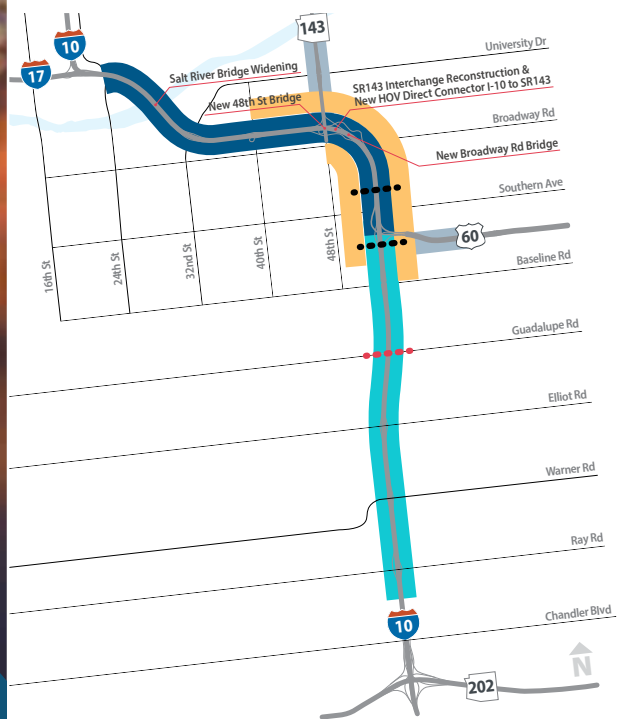 143
10
17
University Dr
Salt River Bridge Widening
SR143 Interchange Reconstruction &
New HOV Direct Connector I-10 to SR143
New 48th St Bridge
Broadway Rd
New Broadway Rd Bridge
Southern Ave
60
16th St
24th St
32nd St
40th St
48th St
Baseline Rd
Guadalupe Rd
Elliot Rd
Warner Rd
Ray Rd
Chandler Blvd
10
N
202